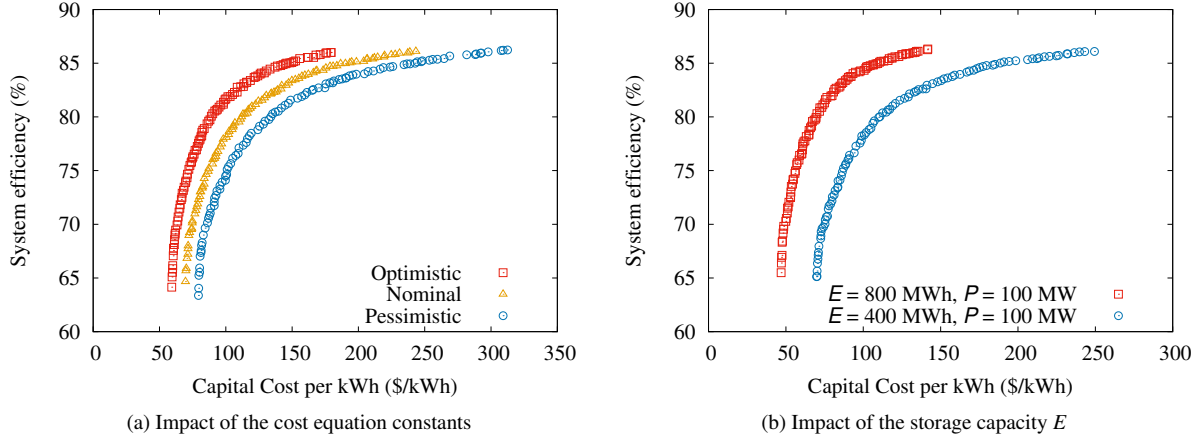 90
85
80
75
70
65
60
System efficiency (%)
Optimistic
Nominal
Pessimistic
0 50 100 150 200 250 300 350
Capital Cost per kWh ($/kWh)
(a) Impact of the cost equation constants
90
85
80
75
70
65
60
System efficiency (%)
E = 800 MWh, P = 100 MW
E = 400 MWh, P = 100 MW
0 50 100 150 200 250 300
Capital Cost per kWh ($/kWh)
(b) Impact of the storage capacity E